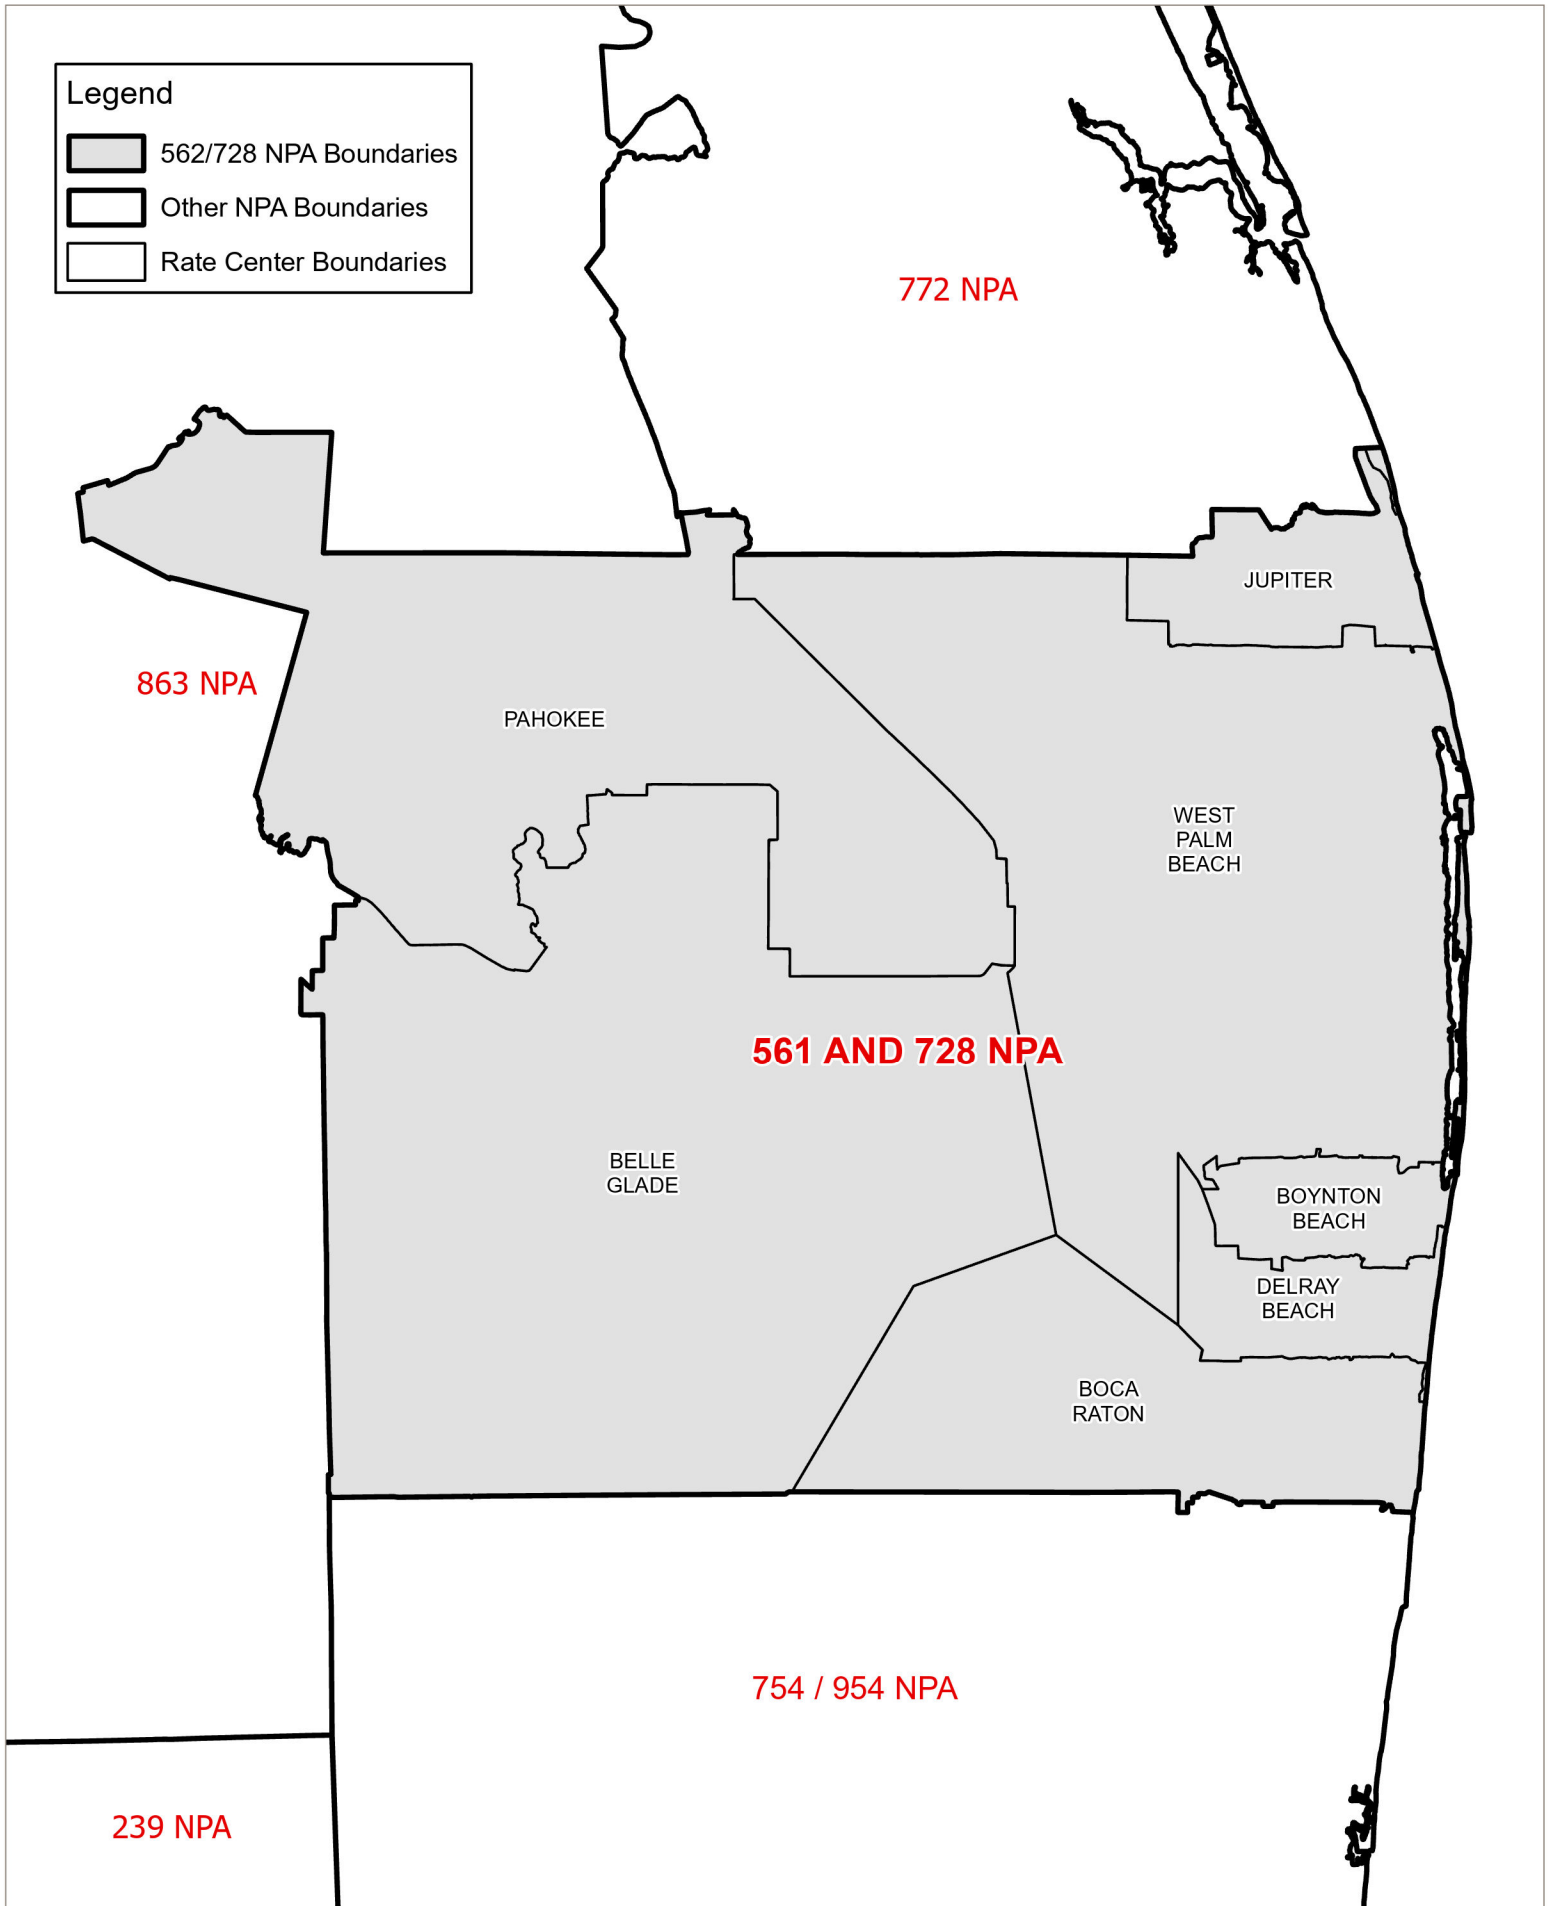 Legend
562/728 NPA Boundaries
Other NPA Boundaries
Rate Center Boundaries
772 NPA
JUPITER
863 NPA
PAHOKEE
WEST
PALM
BEACH
561 AND 728 NPA
BELLE
GLADE
BOYNTON
BEACH
DELRAY
BEACH
BOCA
RATON
754 / 954 NPA
239 NPA